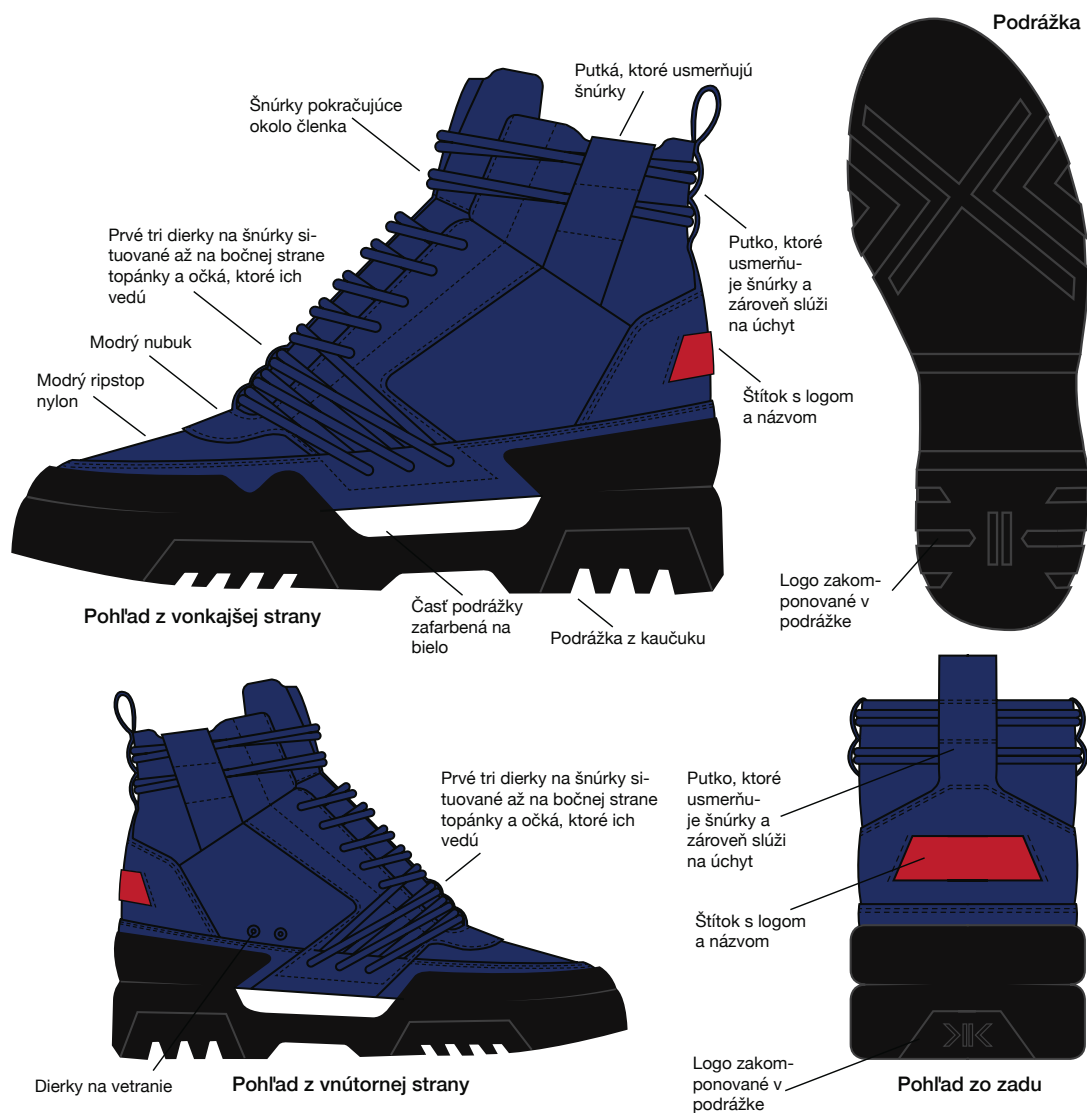 Podrážka
Putká, ktoré usmerňujú
šnúrky
Šnúrky pokračujúce
okolo členka
Prvé tri dierky na šnúrky si-
tuované až na bočnej strane
topánky a očká, ktoré ich
vedú
Putko, ktoré
usmerňu-
je šnúrky a
zároveň slúži
na úchyt
Modrý nubuk
Modrý ripstop
nylon
Štítok s logom
a názvom
Logo zakom-
ponované v
podrážke
Časť podrážky
zafarbená na
bielo
Podrážka z kaučuku
Pohľad z vonkajšej strany
Prvé tri dierky na šnúrky si-
tuované až na bočnej strane
topánky a očká, ktoré ich
vedú
Putko, ktoré
usmerňu-
je šnúrky a
zároveň slúži
na úchyt
Štítok s logom
a názvom
Dierky na vetranie
Pohľad z vnútornej strany
Logo zakom-
ponované v
podrážke
Pohľad zo zadu